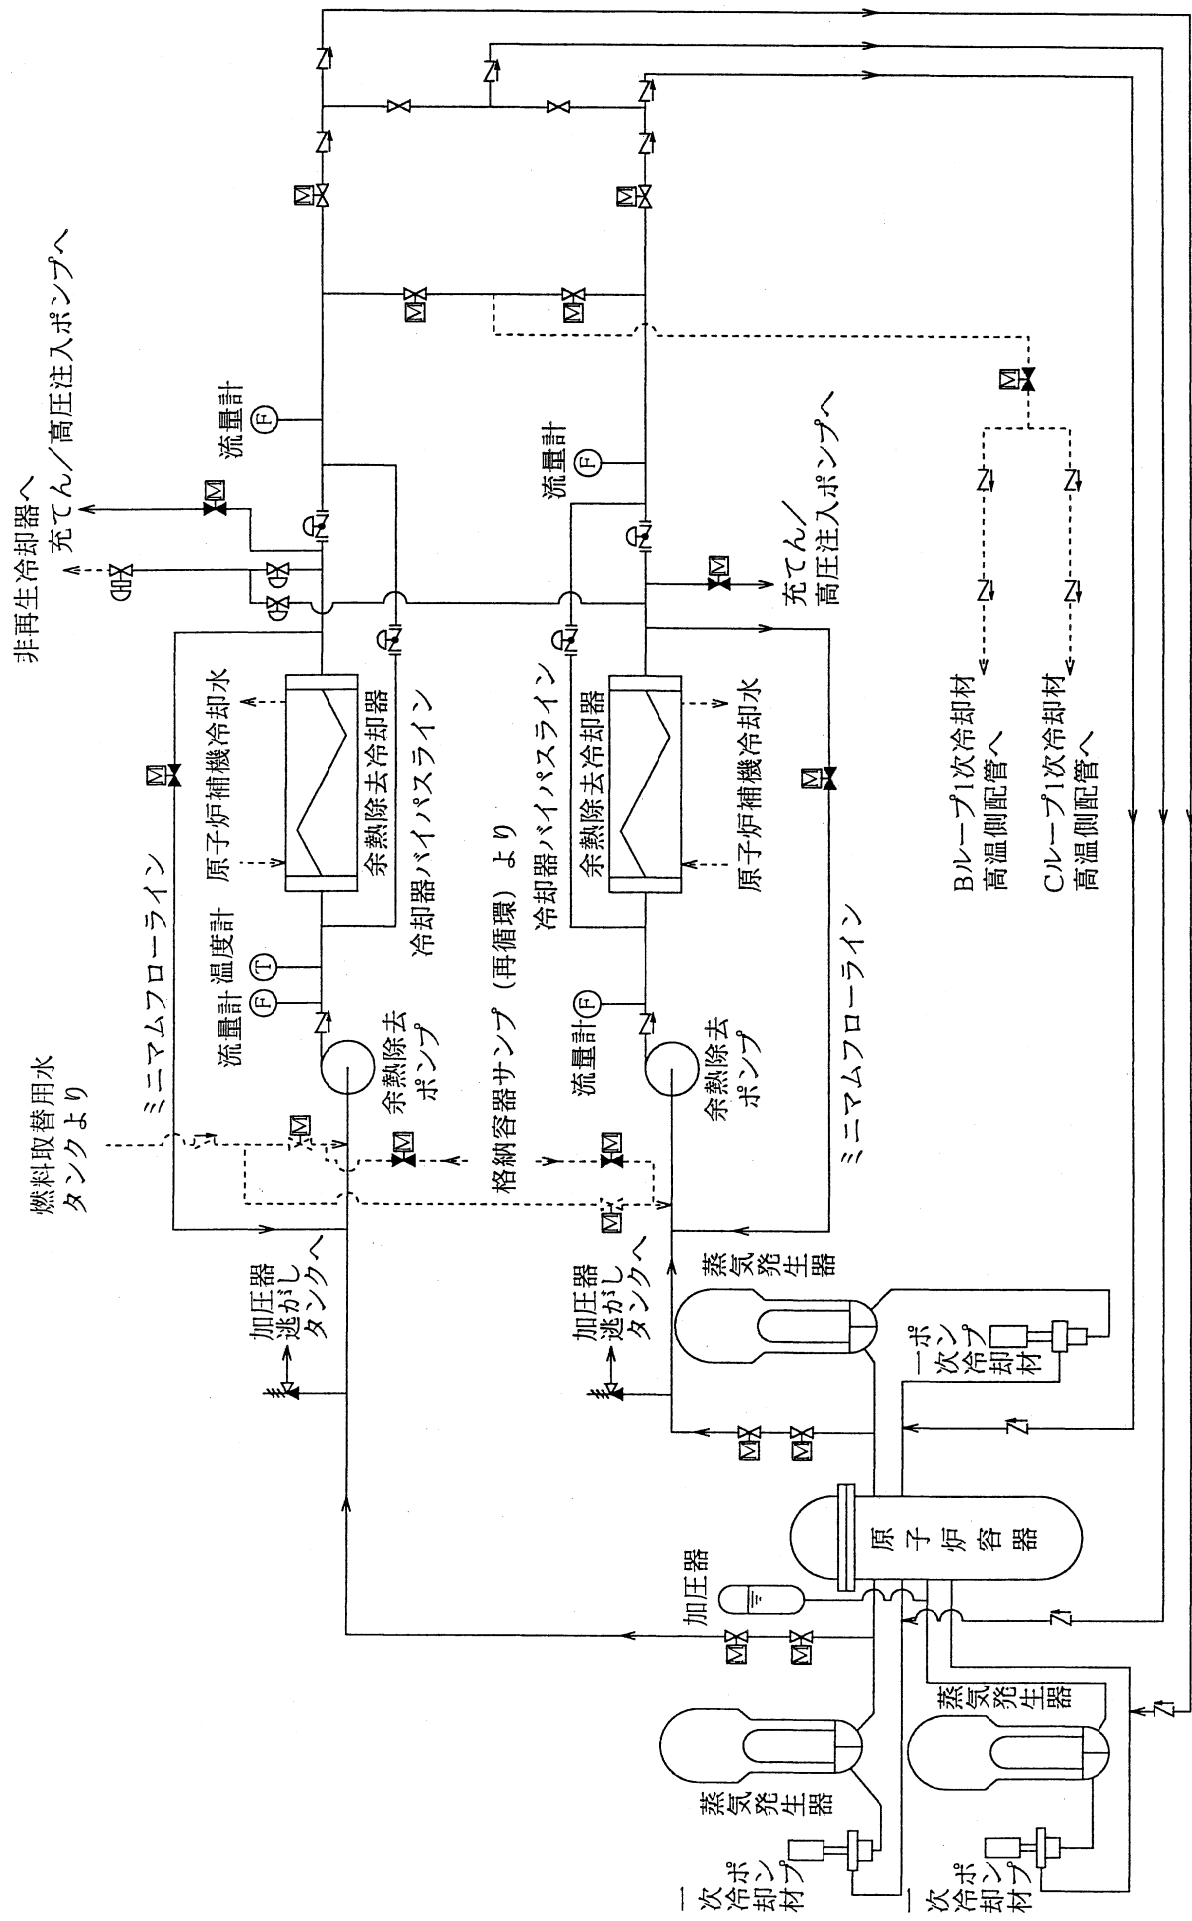 非再生冷却器へ
充てん/高圧注入ポンプへ
M
流量計
F
M
M
M
M
M
流量計
F
充てん/
高圧注入ポンプへ
M
M
Bループ1次冷却材
高温側配管へ
Cループ1次冷却材
高温側配管へ
ミニマムフローライン
M
原子炉補機冷却水
余熱除去冷却器
冷却器バイパスライン
流量計
F
温度計
T
余熱除去
ポンプ
冷却器バイパスライン
余熱除去冷却器
原子炉補機冷却水
M
ミニマムフローライン
流量計
F
余熱除去
ポンプ
燃料取替用水
タンクより
M
M
格納容器サンプ(再循環)より
M
M
加圧器
逃がし
タンクへ
加圧器
逃がし
タンクへ
蒸気発生器
一次冷却材
ポンプ
M
M
原子炉容器
加圧器
M
M
蒸気発生器
一次冷却材
ポンプ
蒸気発生器
一次冷却材
ポンプ